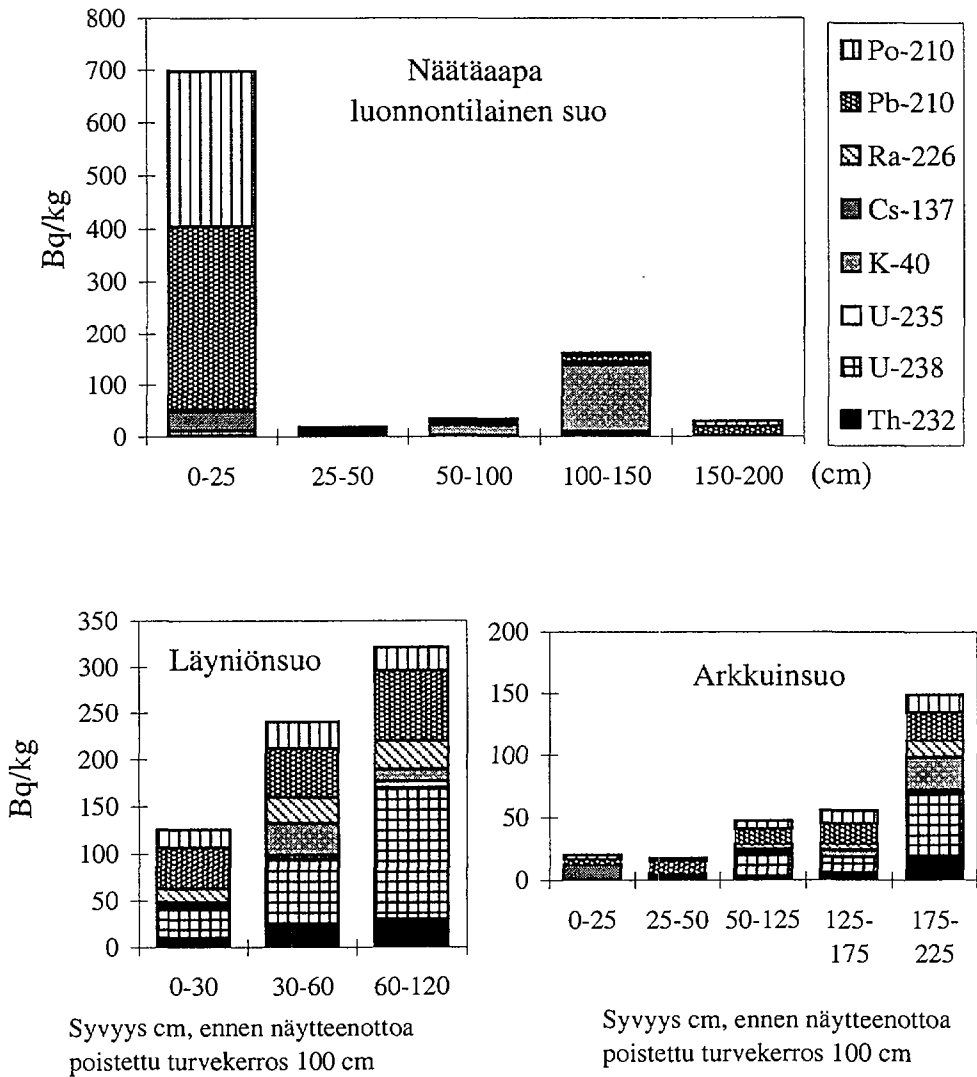 800
700
600
500
400
300
200
100
0
Bq/kg
Näätäaapa
luonnontilainen suo
0-25 25-50 50-100 100-150 150-200 (cm)
Po-210
Pb-210
Ra-226
Cs-137
K-40
U-235
U-238
Th-232
350
300
250
200
150
100
50
0
Bq/kg
Läyniönsuo
0-30 30-60 60-120
Syvyys cm, ennen näytteenottoa
poistettu turvekerros 100 cm
200
150
100
50
0
Arkkuinsuo
0-25 25-50 50-125 125- 175-
175 225
Syvyys cm, ennen näytteenottoa
poistettu turvekerros 100 cm